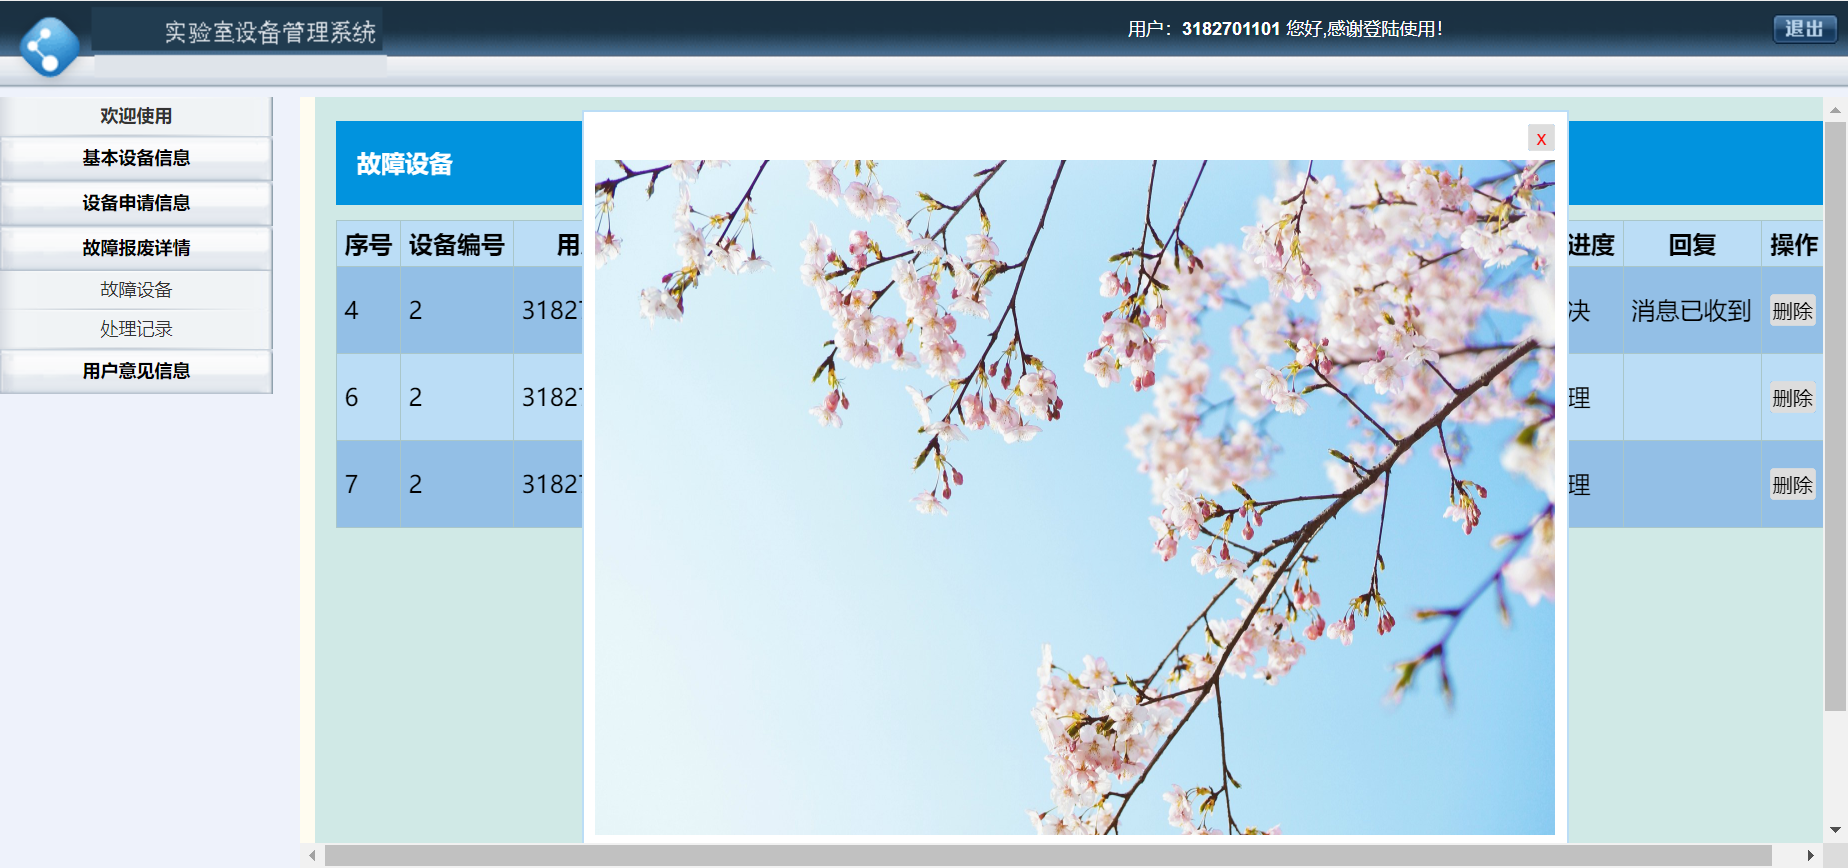 实验室设备管理系统
用户：3182701101 您好,感谢登陆使用!
退出
欢迎使用
基本设备信息
设备申请信息
故障报废详情
故障设备
处理记录
用户意见信息
故障设备
x
序号 设备编号 用 进度 回复 操作
4 2 3182 决 消息已收到 删除
6 2 3182 理 删除
7 2 3182 理 删除